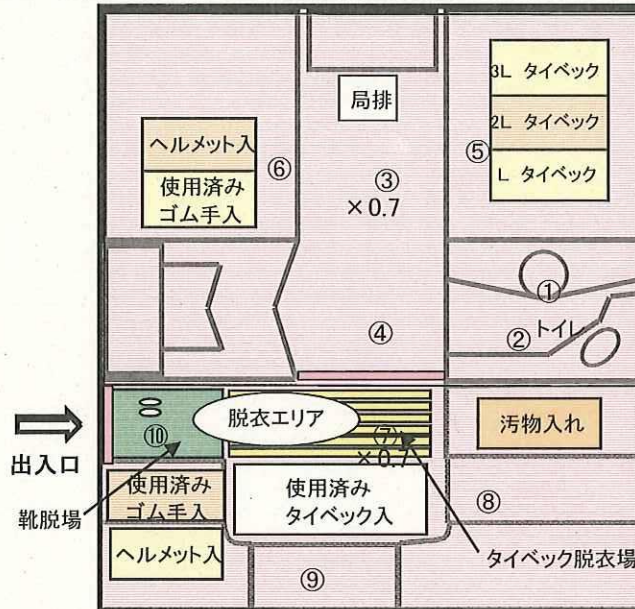 局排
3L タイベック
2L タイベック
L タイベック
⑤
ヘルメット入
使用済み
ゴム手入
⑥
③
×0.7
①
②
トイレ
④
出入口
⑩
脱衣エリア
⑦
×0.7
汚物入れ
靴脱場
使用済み
ゴム手入
使用済み
タイベック入
⑧
ヘルメット入
⑨
タイベック脱衣場